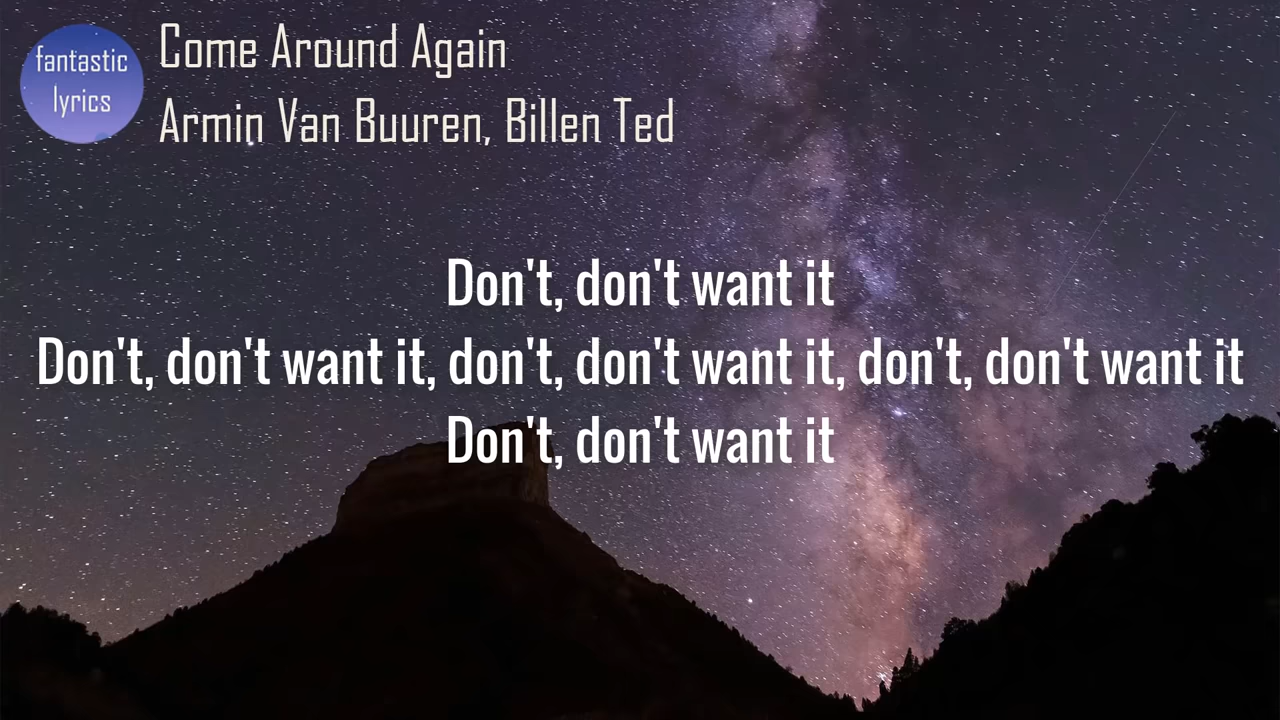 fantastic
lyrics
Come Around Again
Armin Van Buuren, Billen Ted
Don't, don't want it
Don't, don't want it, don't, don't want it, don't, don't want it
Don't, don't want it